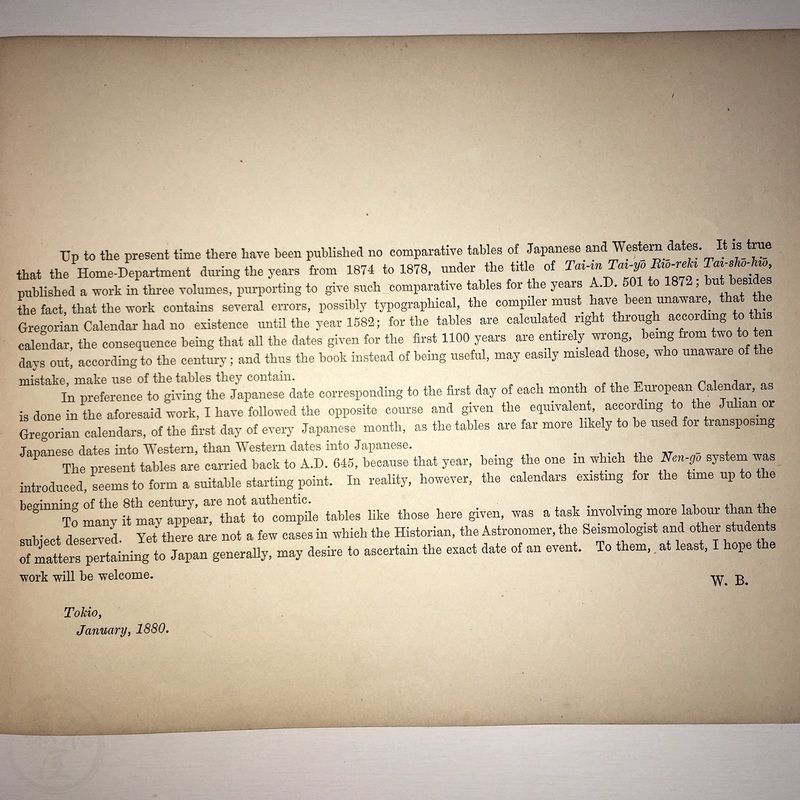 Up to the present time there have been published no comparative tables of Japanese and Western dates. It is true
that the Home-Department during the years from 1874 to 1878, under the title of Tai-in Tai-yō Riō-reki Tai-shō-hiō,
published a work in three volumes, purporting to give such comparative tables for the years A.D. 501 to 1872; but besides
the fact, that the work contains several errors, possibly typographical, the compiler must have been unaware, that the
Gregorian Calendar had no existence until the year 1582; for the tables are calculated right through according to this
calendar, the consequence being that all the dates given for the first 1100 years are entirely wrong, being from two to ten
days out, according to the century; and thus the book instead of being useful, may easily mislead those, who unaware of the
mistake, make use of the tables they contain.
In preference to giving the Japanese date corresponding to the first day of each month of the European Calendar, as
is done in the aforesaid work, I have followed the opposite course and given the equivalent, according to the Julian or
Gregorian calendars, of the first day of every Japanese month, as the tables are far more likely to be used for transposing
Japanese dates into Western, than Western dates into Japanese.
The present tables are carried back to A.D. 645, because that year, being the one in which the Nen-gō system was
introduced, seems to form a suitable starting point. In reality, however, the calendars existing for the time up to the
beginning of the 8th century, are not authentic.
To many it may appear, that to compile tables like those here given, was a task involving more labour than the
subject deserved. Yet there are not a few cases in which the Historian, the Astronomer, the Seismologist and other students
of matters pertaining to Japan generally, may desire to ascertain the exact date of an event. To them, at least, I hope the
work will be welcome.
W. B.
Tokio,
January, 1880.